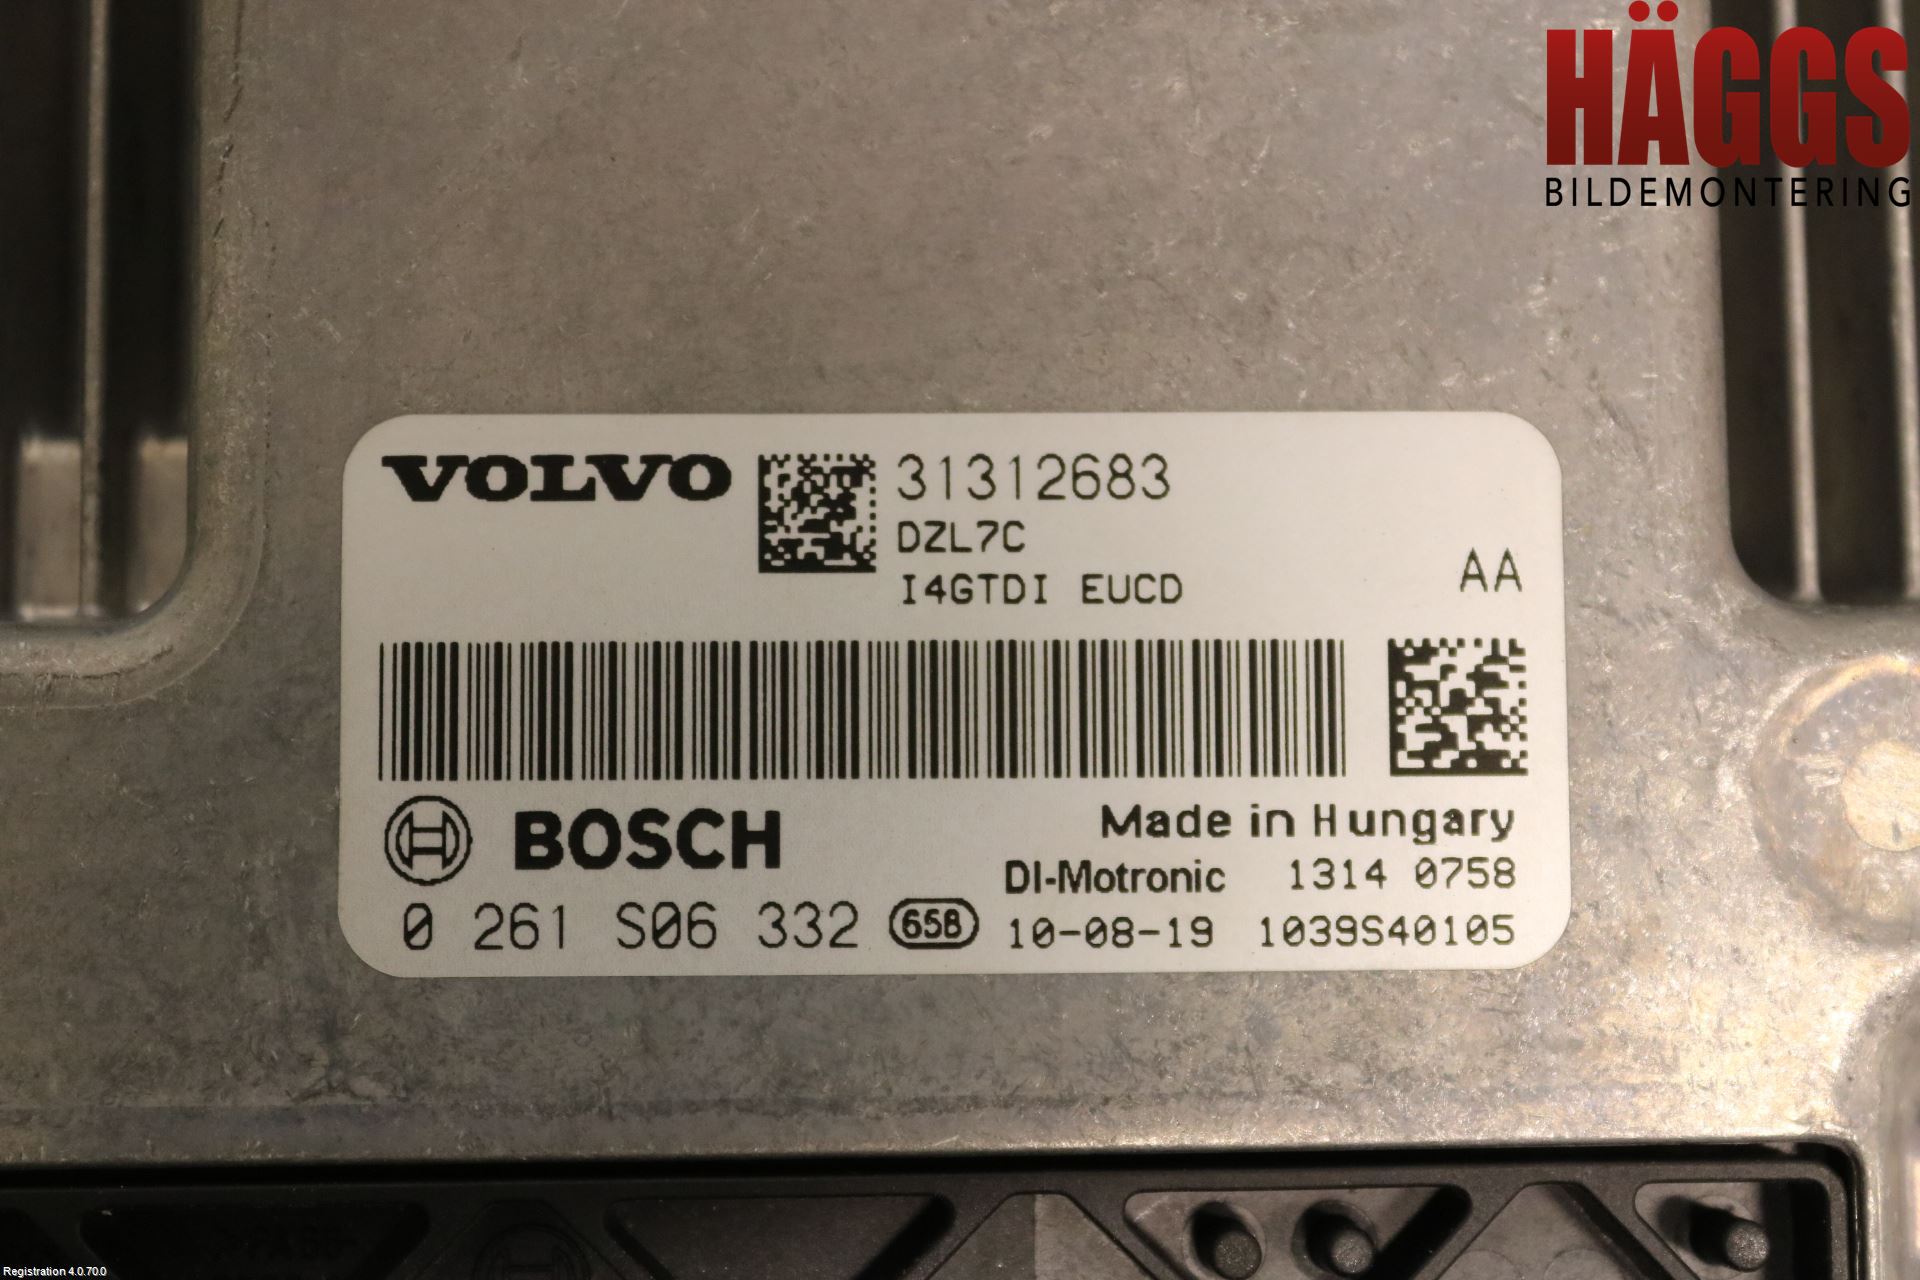 HÄGGS
BILDEMONTERING
VOLVO
31312683
DZL7C
I4GTDI EUCD
AA
BOSCH
Made in Hungary
DI-Motronic 1314 0758
0 261 S06 332 658 10-08-19 1039S40105
Registration 4.0.70.0